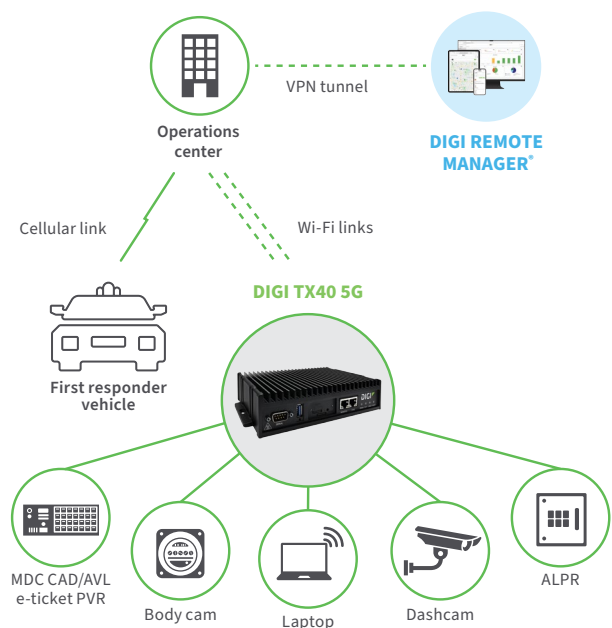 VPN tunnel
Operations
center
DIGI REMOTE
MANAGER®
Cellular link
Wi-Fi links
DIGI TX40 5G
First responder
vehicle
DIGI
MDC CAD/AVL
e-ticket PVR
Body cam
Laptop
Dashcam
ALPR